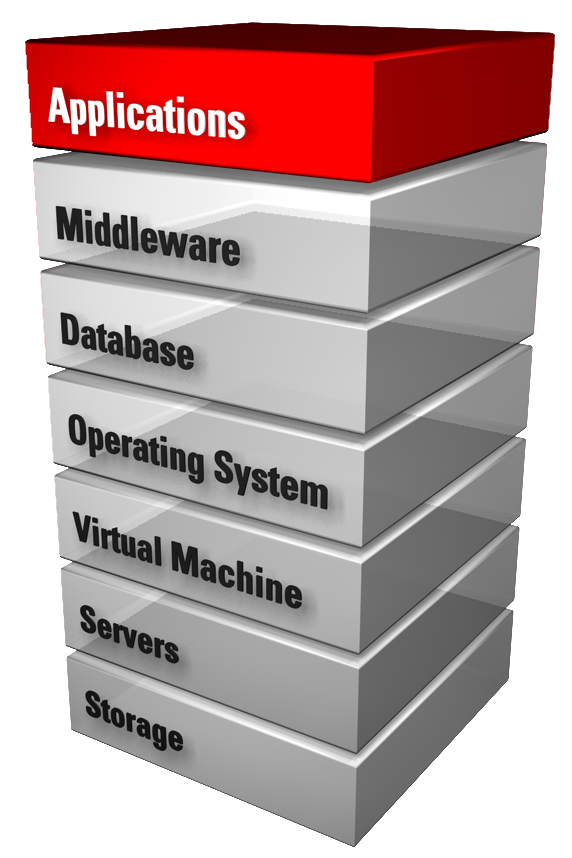 Applications
Middleware
Database
Operating System
Virtual Machine
Servers
Storage